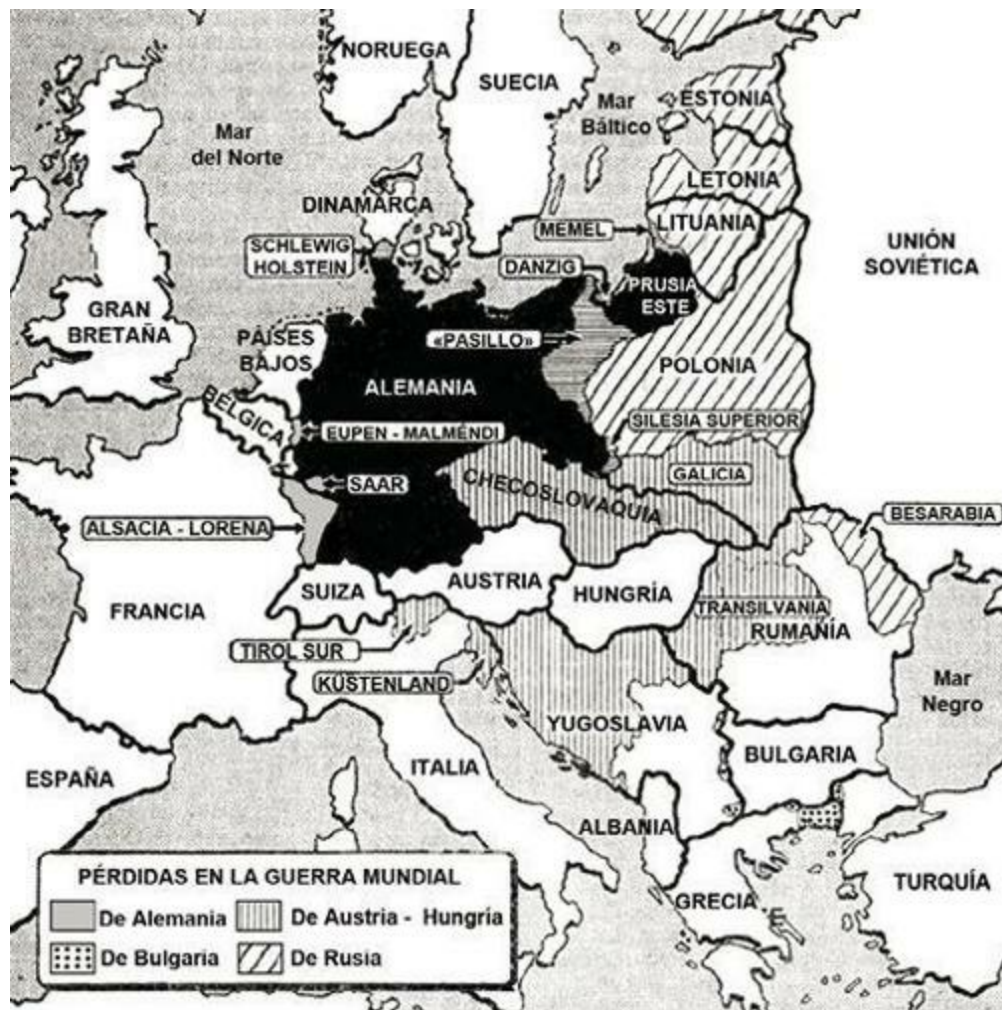 NORUEGA
SUECIA
Mar
Báltico
ESTONIA
Mar
del Norte
LETONIA
DINAMARCA
LITUANIA
MEMEL
SCHLEWIG
HOLSTEIN
DANZIG
UNIÓN
SOVIÉTICA
PRUSIA
ESTE
GRAN
BRETAÑA
PAÍSES
BAJOS
«PASILLO»
POLONIA
ALEMANIA
BÉLGICA
SILESIA SUPERIOR
EUPEN - MALMÉNDI
GALICIA
SAAR
CHECOSLOVAQUIA
ALSACIA - LORENA
BESARABIA
SUIZA
AUSTRIA
HUNGRÍA
FRANCIA
TRANSILVANIA
RUMANÍA
TIROL SUR
KUSTENLAND
Mar
Negro
YUGOSLAVIA
BULGARIA
ESPAÑA
ITALIA
ALBANIA
TURQUÍA
GRECIA
PÉRDIDAS EN LA GUERRA MUNDIAL
De Alemania
De Austria - Hungría
De Bulgaria
De Rusia